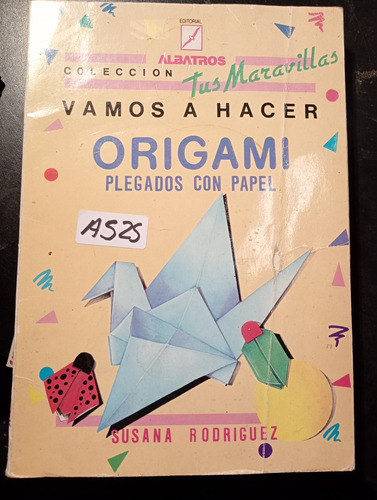 EDITORIAL
ALBATROS
COLECCION Tus Maravillas
VAMOS A HACER
ORIGAMI
PLEGADOS CON PAPEL
A525
SUSANA RODRIGUEZ